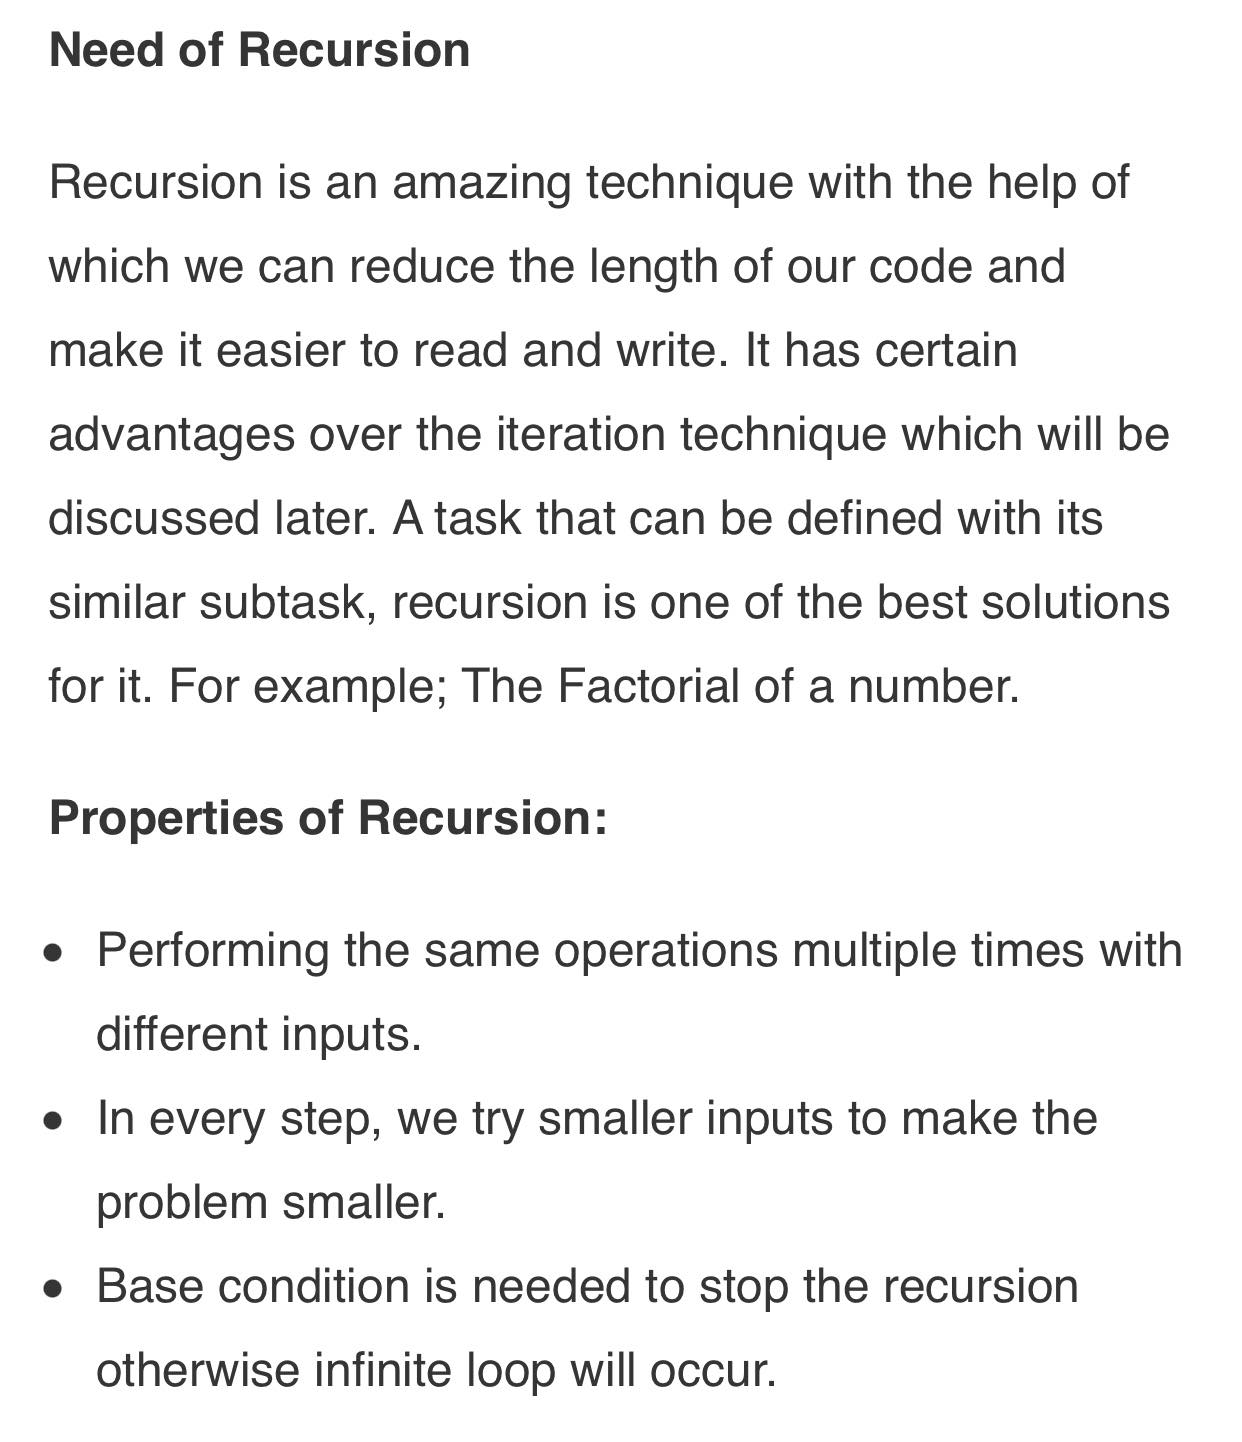 Need of Recursion
Recursion is an amazing technique with the help of
which we can reduce the length of our code and
make it easier to read and write. It has certain
advantages over the iteration technique which will be
discussed later. A task that can be defined with its
similar subtask, recursion is one of the best solutions
for it. For example; The Factorial of a number.
Properties of Recursion:
• Performing the same operations multiple times with
different inputs.
• In every step, we try smaller inputs to make the
problem smaller.
• Base condition is needed to stop the recursion
otherwise infinite loop will occur.